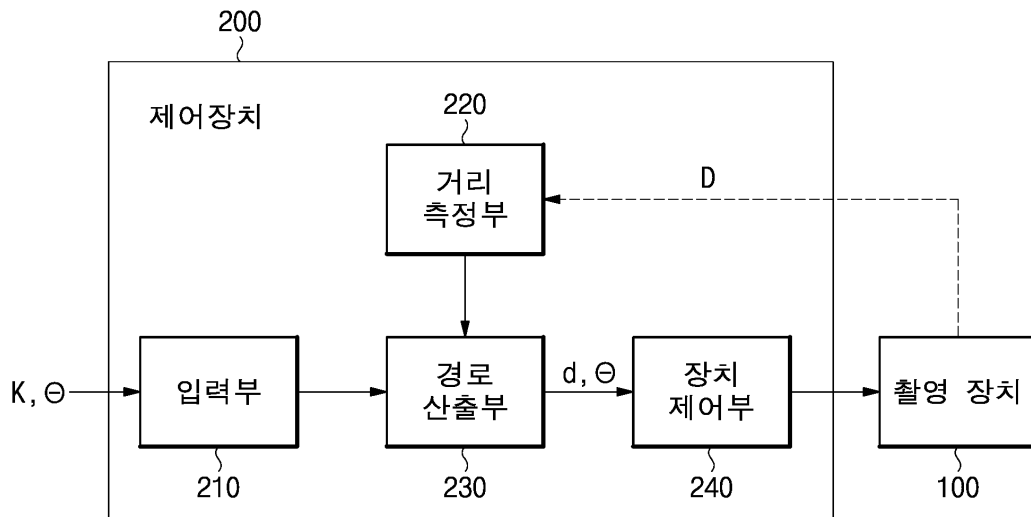 200
제어장치
220
거리
측정부
D
K, Θ
입력부
경로
산출부
d, Θ
장치
제어부
촬영 장치
210
230
240
100